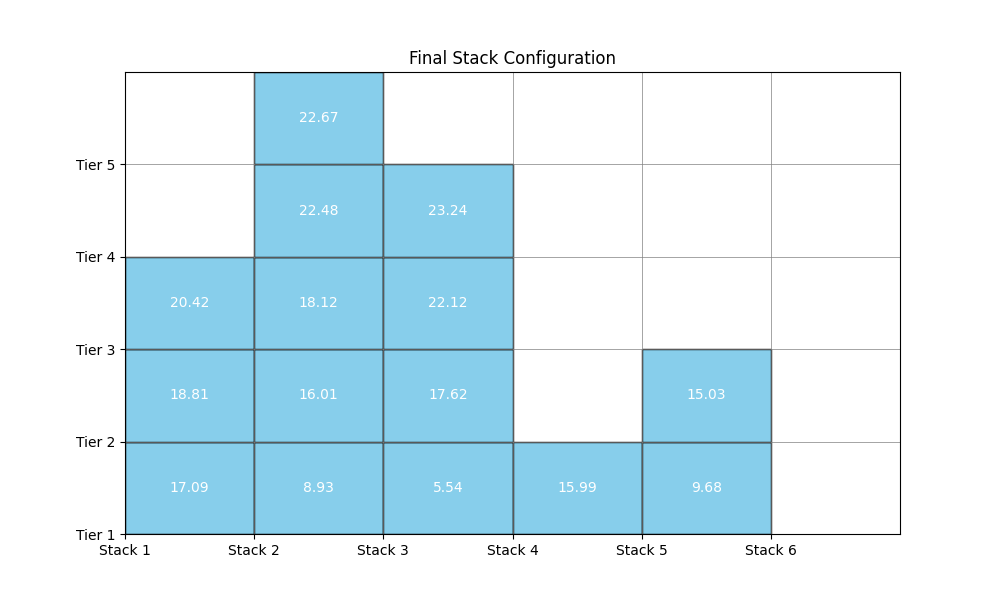 Final Stack Configuration
22.67
Tier 5
22.48 23.24
Tier 4
20.42 18.12 22.12
Tier 3
18.81 16.01 17.62 15.03
Tier 2
17.09 8.93 5.54 15.99 9.68
Tier 1
Stack 1 Stack 2 Stack 3 Stack 4 Stack 5 Stack 6